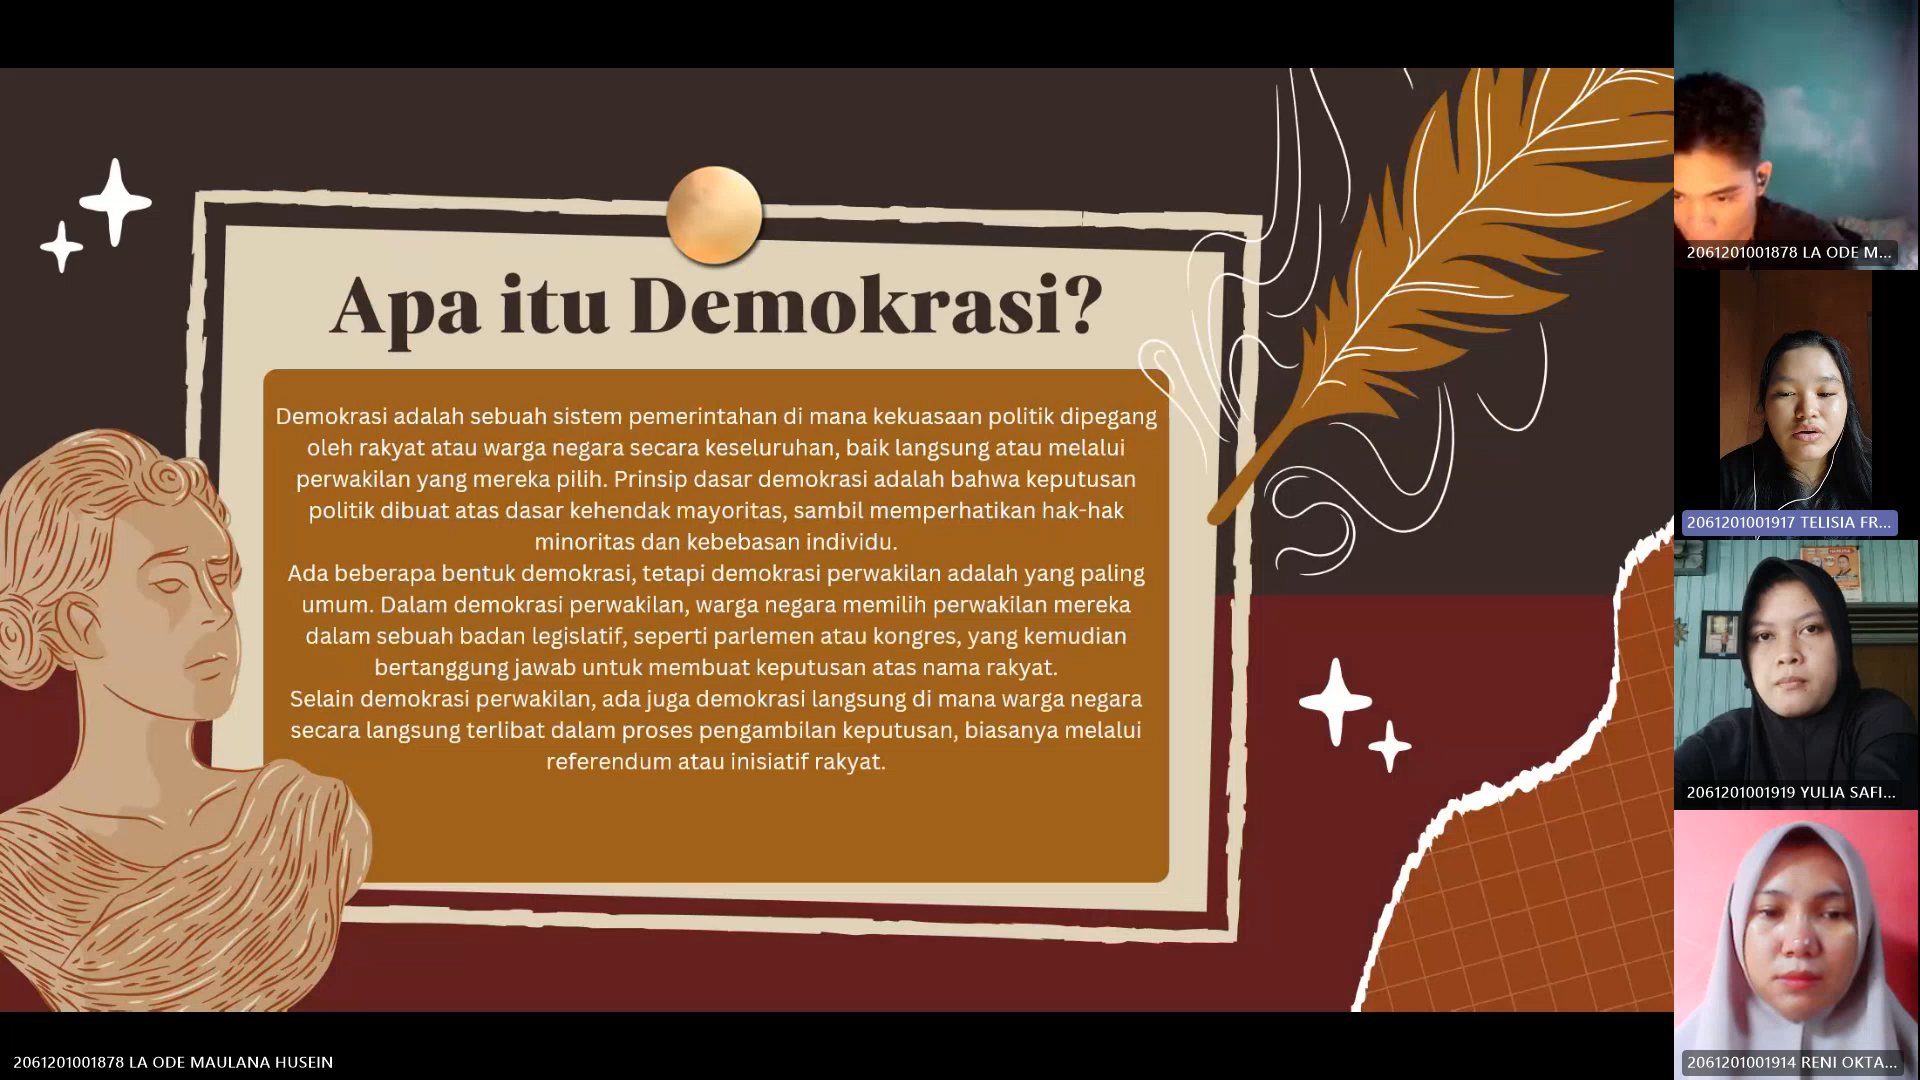 Apa itu Demokrasi?
Demokrasi adalah sebuah sistem pemerintahan di mana kekuasaan politik dipegang
oleh rakyat atau warga negara secara keseluruhan, baik langsung atau melalui
perwakilan yang mereka pilih. Prinsip dasar demokrasi adalah bahwa keputusan
politik dibuat atas dasar kehendak mayoritas, sambil memperhatikan hak-hak
minoritas dan kebebasan individu.
Ada beberapa bentuk demokrasi, tetapi demokrasi perwakilan adalah yang paling
umum. Dalam demokrasi perwakilan, warga negara memilih perwakilan mereka
dalam sebuah badan legislatif, seperti parlemen atau kongres, yang kemudian
bertanggung jawab untuk membuat keputusan atas nama rakyat.
Selain demokrasi perwakilan, ada juga demokrasi langsung di mana warga negara
secara langsung terlibat dalam proses pengambilan keputusan, biasanya melalui
referendum atau inisiatif rakyat.
2061201001878 LA ODE MAULANA HUSEIN
2061201001878 LA ODE M...
2061201001917 TELISIA FR...
2061201001919 YULIA SAFI...
2061201001914 RENI OKTA...